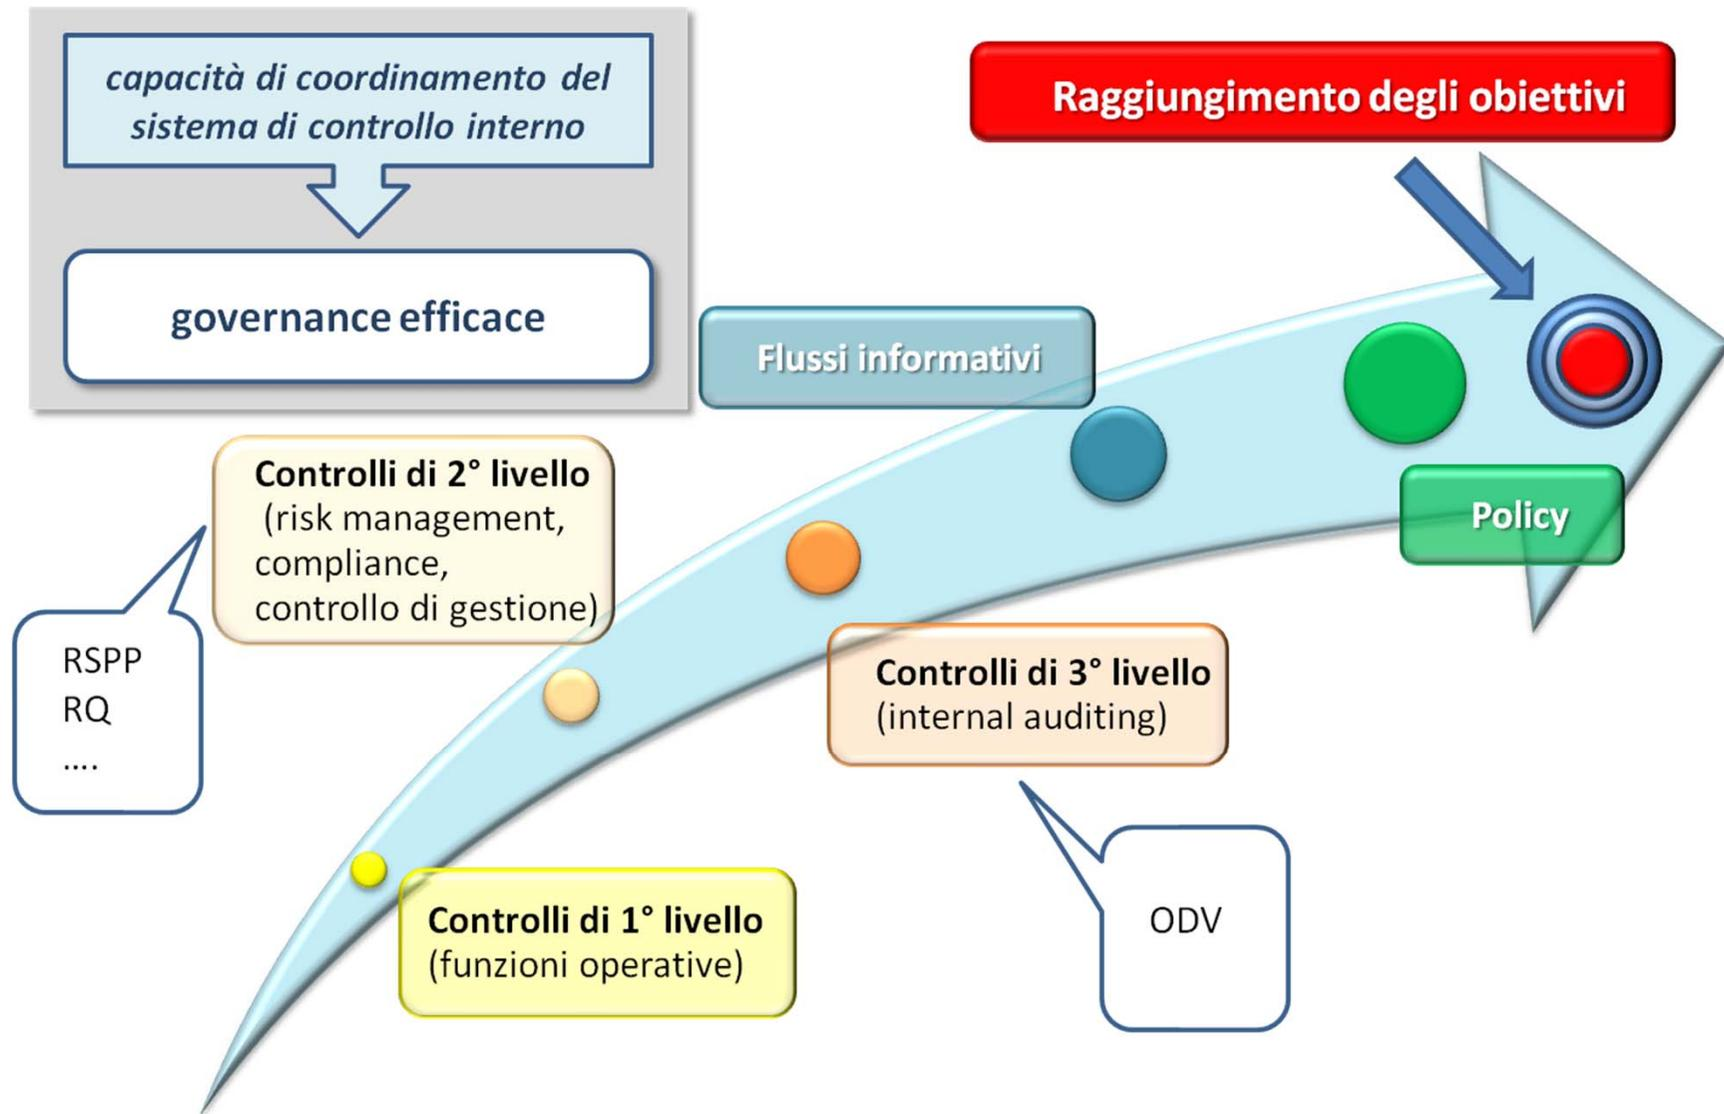 capacità di coordinamento del
sistema di controllo interno
governance efficace
Raggiungimento degli obiettivi
Flussi informativi
Controlli di 2° livello
(risk management,
compliance,
controllo di gestione)
Policy
RSPP
RQ
....
Controlli di 3° livello
(internal auditing)
Controlli di 1° livello
(funzioni operative)
ODV